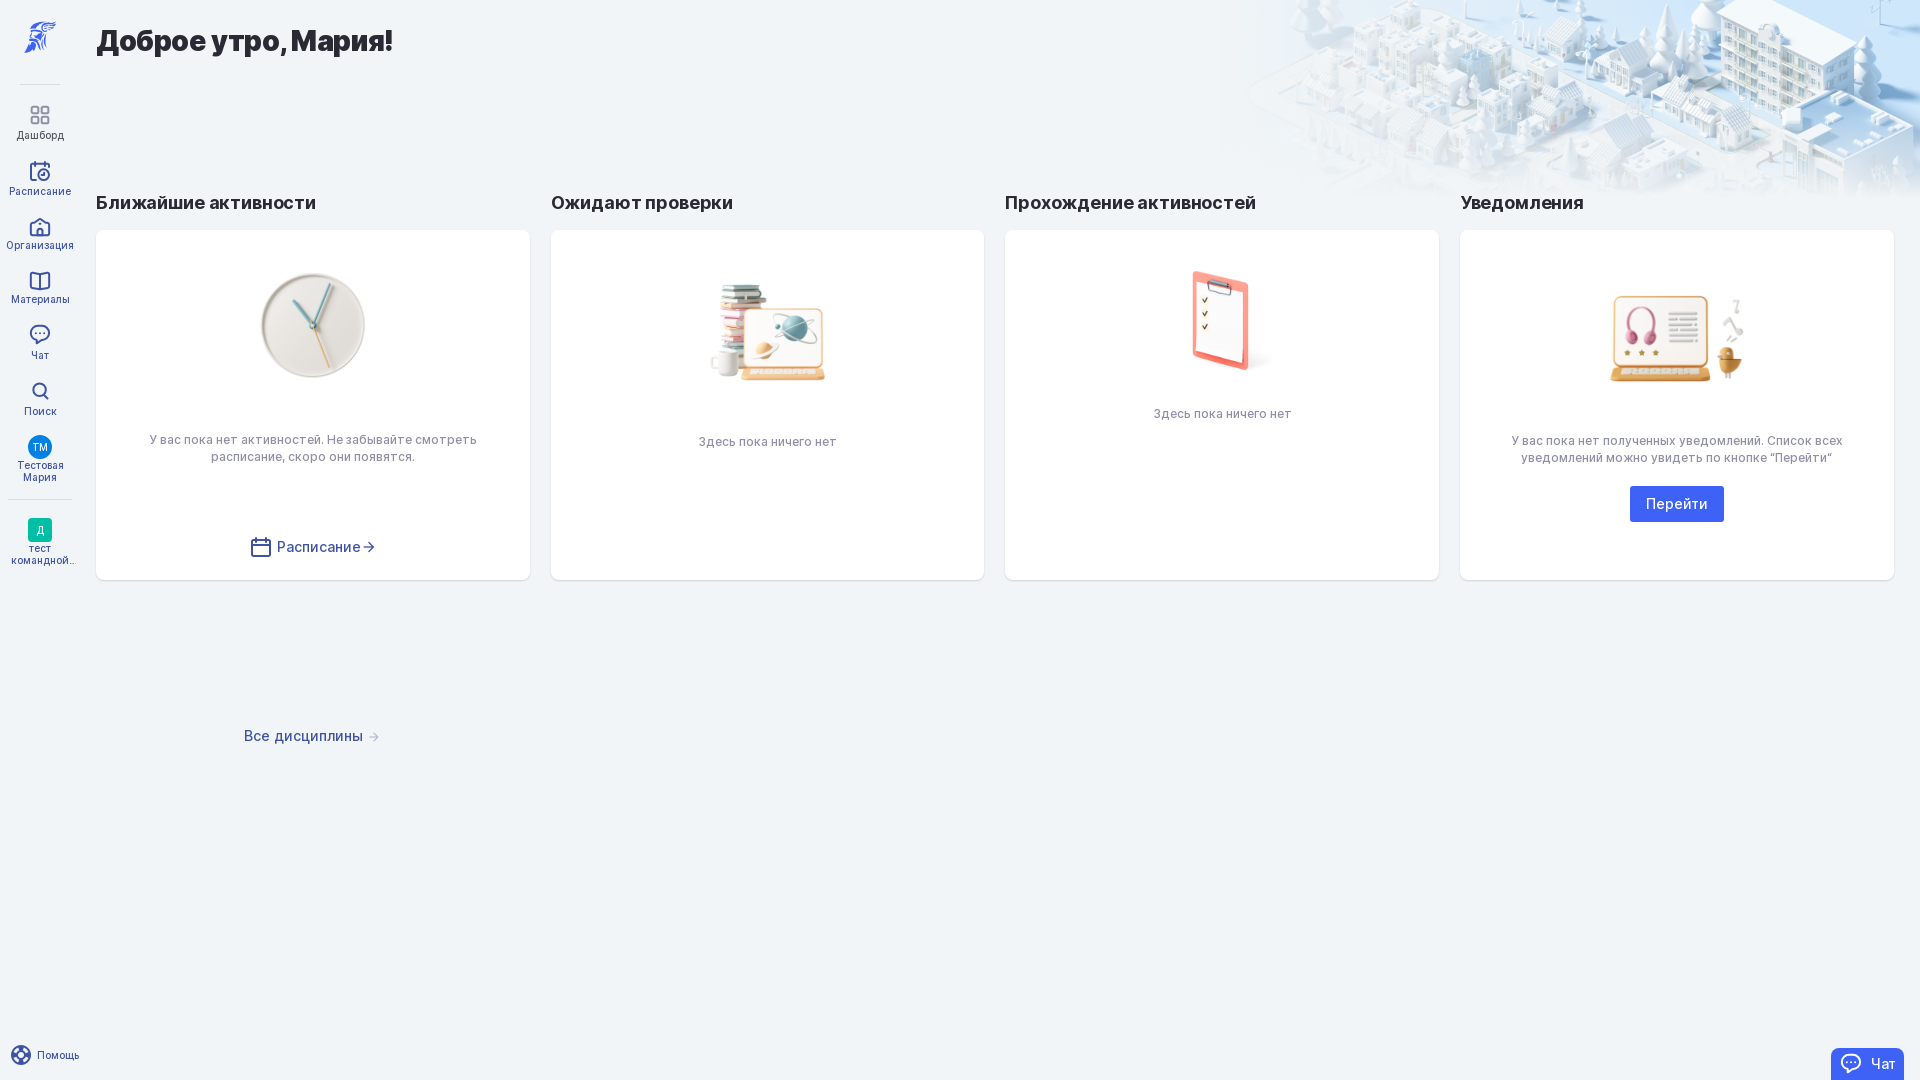 Доброе утро, Мария!
Дашборд
Расписание
Организация
Материалы
Чат
Поиск
ТМ
Тестовая
Мария
Д
тест
командной...
Ближайшие активности
У вас пока нет активностей. Не забывайте смотреть
расписание, скоро они появятся.
Расписание
Ожидают проверки
Здесь пока ничего нет
Прохождение активностей
Здесь пока ничего нет
Уведомления
У вас пока нет полученных уведомлений. Список всех
уведомлений можно увидеть по кнопке “Перейти“
Перейти
Все дисциплины
Помощь
Чат